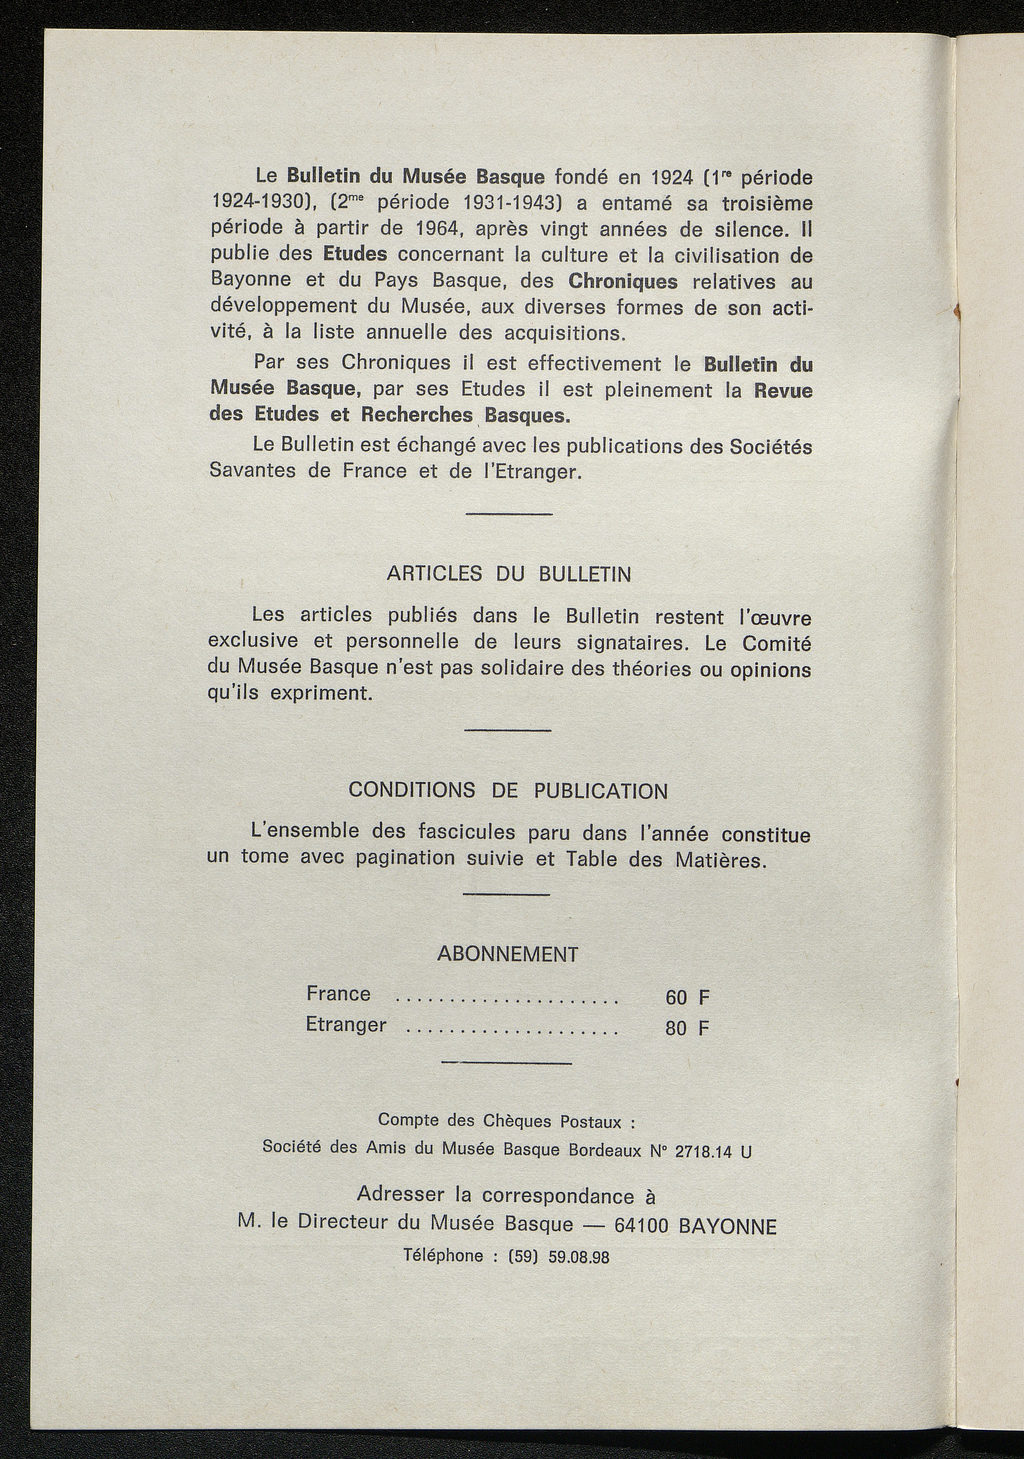 Le Bulletin du Musée Basque fondé en 1924 (1re période
1924-1930), (2me période 1931-1943) a entamé sa troisième
période à partir de 1964, après vingt années de silence. Il
publie des Etudes concernant la culture et la civilisation de
Bayonne et du Pays Basque, des Chroniques relatives au
développement du Musée, aux diverses formes de son acti-
vité, à la liste annuelle des acquisitions.
Par ses Chroniques il est effectivement le Bulletin du
Musée Basque, par ses Etudes il est pleinement la Revue
des Etudes et Recherches Basques.
Le Bulletin est échangé avec les publications des Sociétés
Savantes de France et de l'Etranger.
ARTICLES DU BULLETIN
Les articles publiés dans le Bulletin restent l'œuvre
exclusive et personnelle de leurs signataires. Le Comité
du Musée Basque n'est pas solidaire des théories ou opinions
qu'ils expriment.
CONDITIONS DE PUBLICATION
L'ensemble des fascicules paru dans l'année constitue
un tome avec pagination suivie et Table des Matières.
ABONNEMENT
France ..................... 60 F
Etranger .................... 80 F
Compte des Chèques Postaux :
Société des Amis du Musée Basque Bordeaux N° 2718.14 U
Adresser la correspondance à
M. le Directeur du Musée Basque — 64100 BAYONNE
Téléphone : (59) 59.08.98